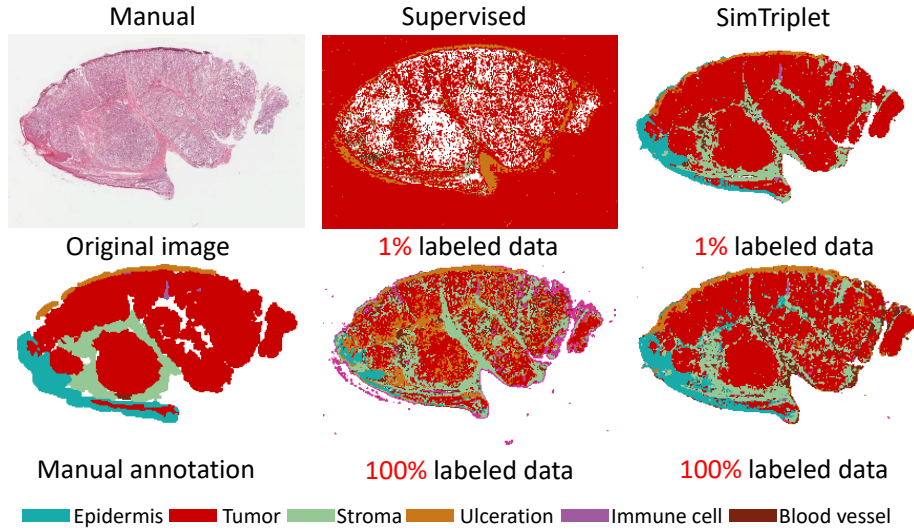 Manual Supervised SimTriplet
Original image 1% labeled data 1% labeled data
Manual annotation 100% labeled data 100% labeled data
Epidermis Tumor Stroma Ulceration Immune cell Blood vessel